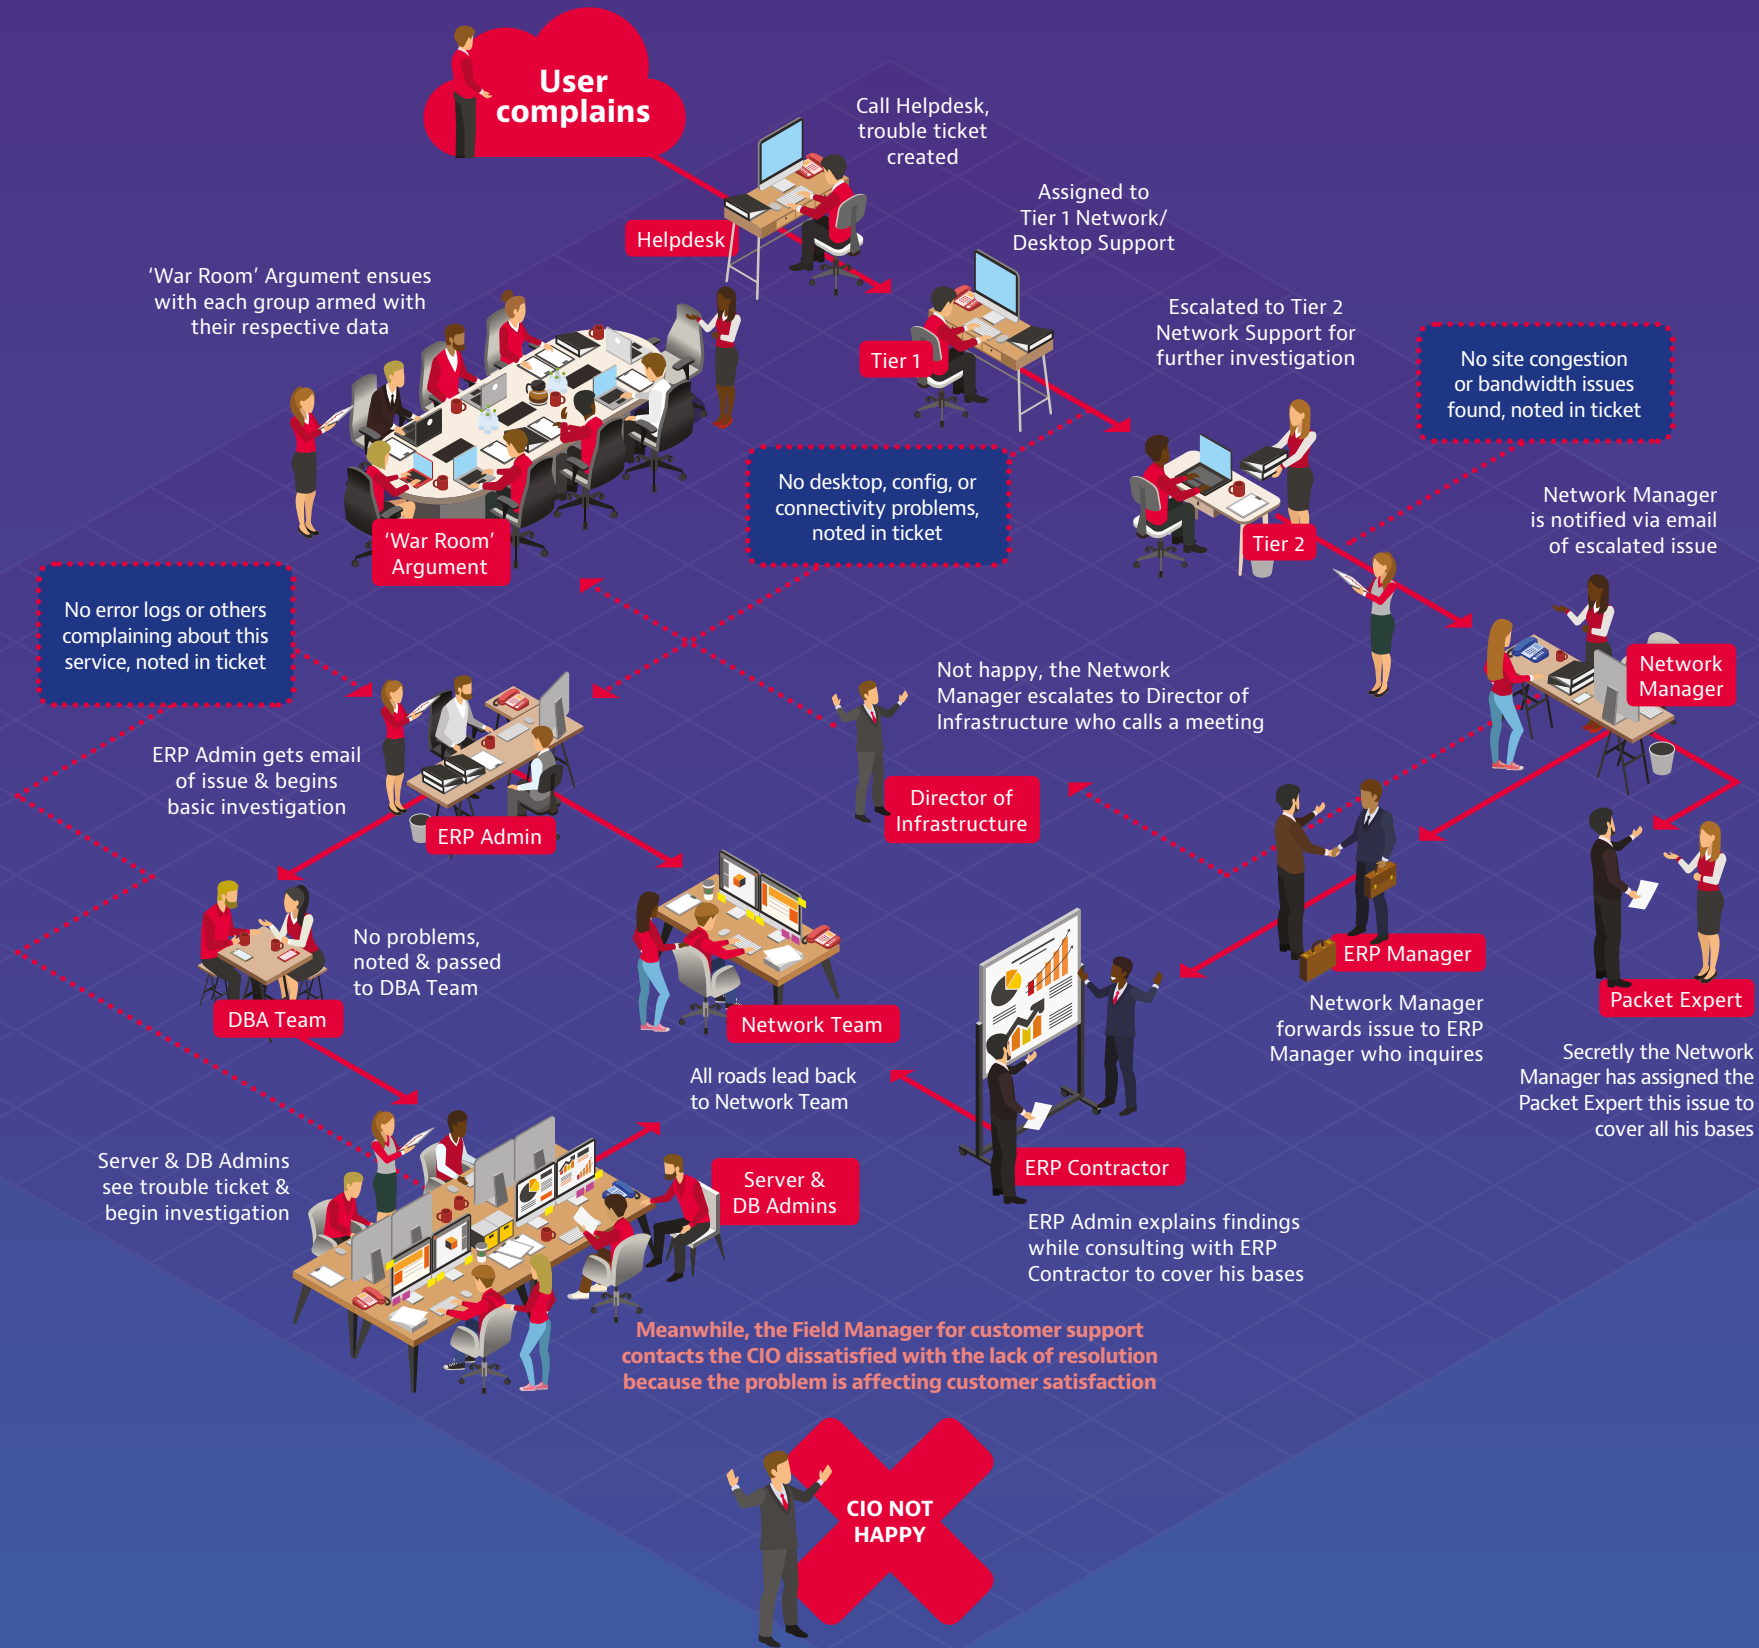 User
complains
Call Helpdesk,
trouble ticket
created
Helpdesk
Assigned to
Tier 1 Network/
Desktop Support
Tier 1
Escalated to Tier 2
Network Support for
further investigation
No site congestion
or bandwidth issues
found, noted in ticket
‘War Room’ Argument ensues
with each group armed with
their respective data
‘War Room’
Argument
No desktop, config, or
connectivity problems,
noted in ticket
Tier 2
Network Manager
is notified via email
of escalated issue
Network
Manager
No error logs or others
complaining about this
service, noted in ticket
Not happy, the Network
Manager escalates to Director of
Infrastructure who calls a meeting
Director of
Infrastructure
ERP Admin gets email
of issue & begins
basic investigation
ERP Admin
ERP Manager
Network Manager
forwards issue to ERP
Manager who inquires
Packet Expert
Secretly the Network
Manager has assigned the
Packet Expert this issue to
cover all his bases
No problems,
noted & passed
to DBA Team
DBA Team
Network Team
All roads lead back
to Network Team
ERP Contractor
ERP Admin explains findings
while consulting with ERP
Contractor to cover his bases
Server & DB Admins
see trouble ticket &
begin investigation
Server &
DB Admins
Meanwhile, the Field Manager for customer support
contacts the CIO dissatisfied with the lack of resolution
because the problem is affecting customer satisfaction
CIO NOT
HAPPY